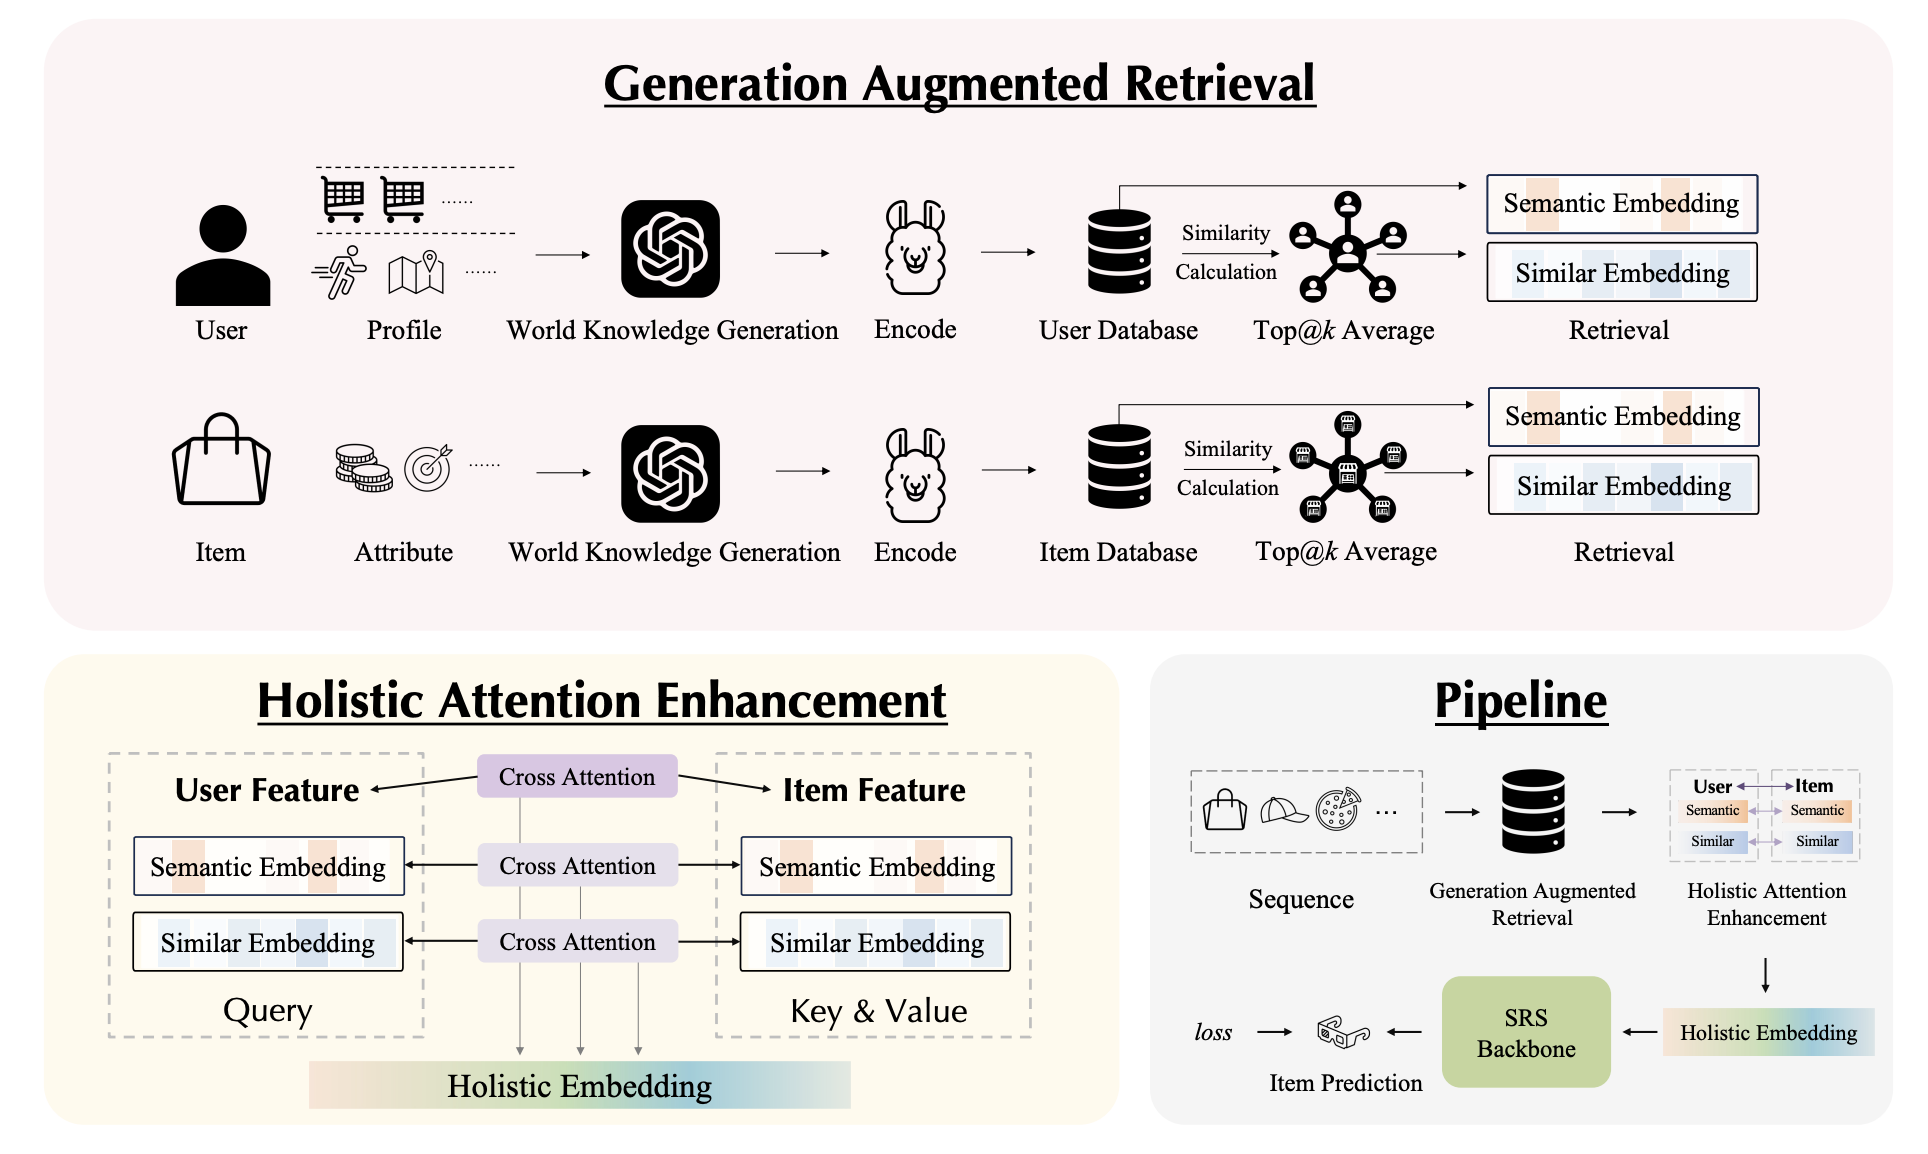 Generation Augmented Retrieval
......
......
Similarity
Calculation
Semantic Embedding
Similar Embedding
User
Profile
World Knowledge Generation
Encode
User Database
Top@k Average
Retrieval
......
Similarity
Calculation
Semantic Embedding
Similar Embedding
Item
Attribute
World Knowledge Generation
Encode
Item Database
Top@k Average
Retrieval
Holistic Attention Enhancement
User Feature
Cross Attention
Item Feature
Semantic Embedding
Cross Attention
Semantic Embedding
Similar Embedding
Cross Attention
Similar Embedding
Query
Key & Value
Holistic Embedding
Pipeline
...
User
Item
Semantic
Semantic
Similar
Similar
Sequence
Generation Augmented
Retrieval
Holistic Attention
Enhancement
loss
Item Prediction
SRS
Backbone
Holistic Embedding